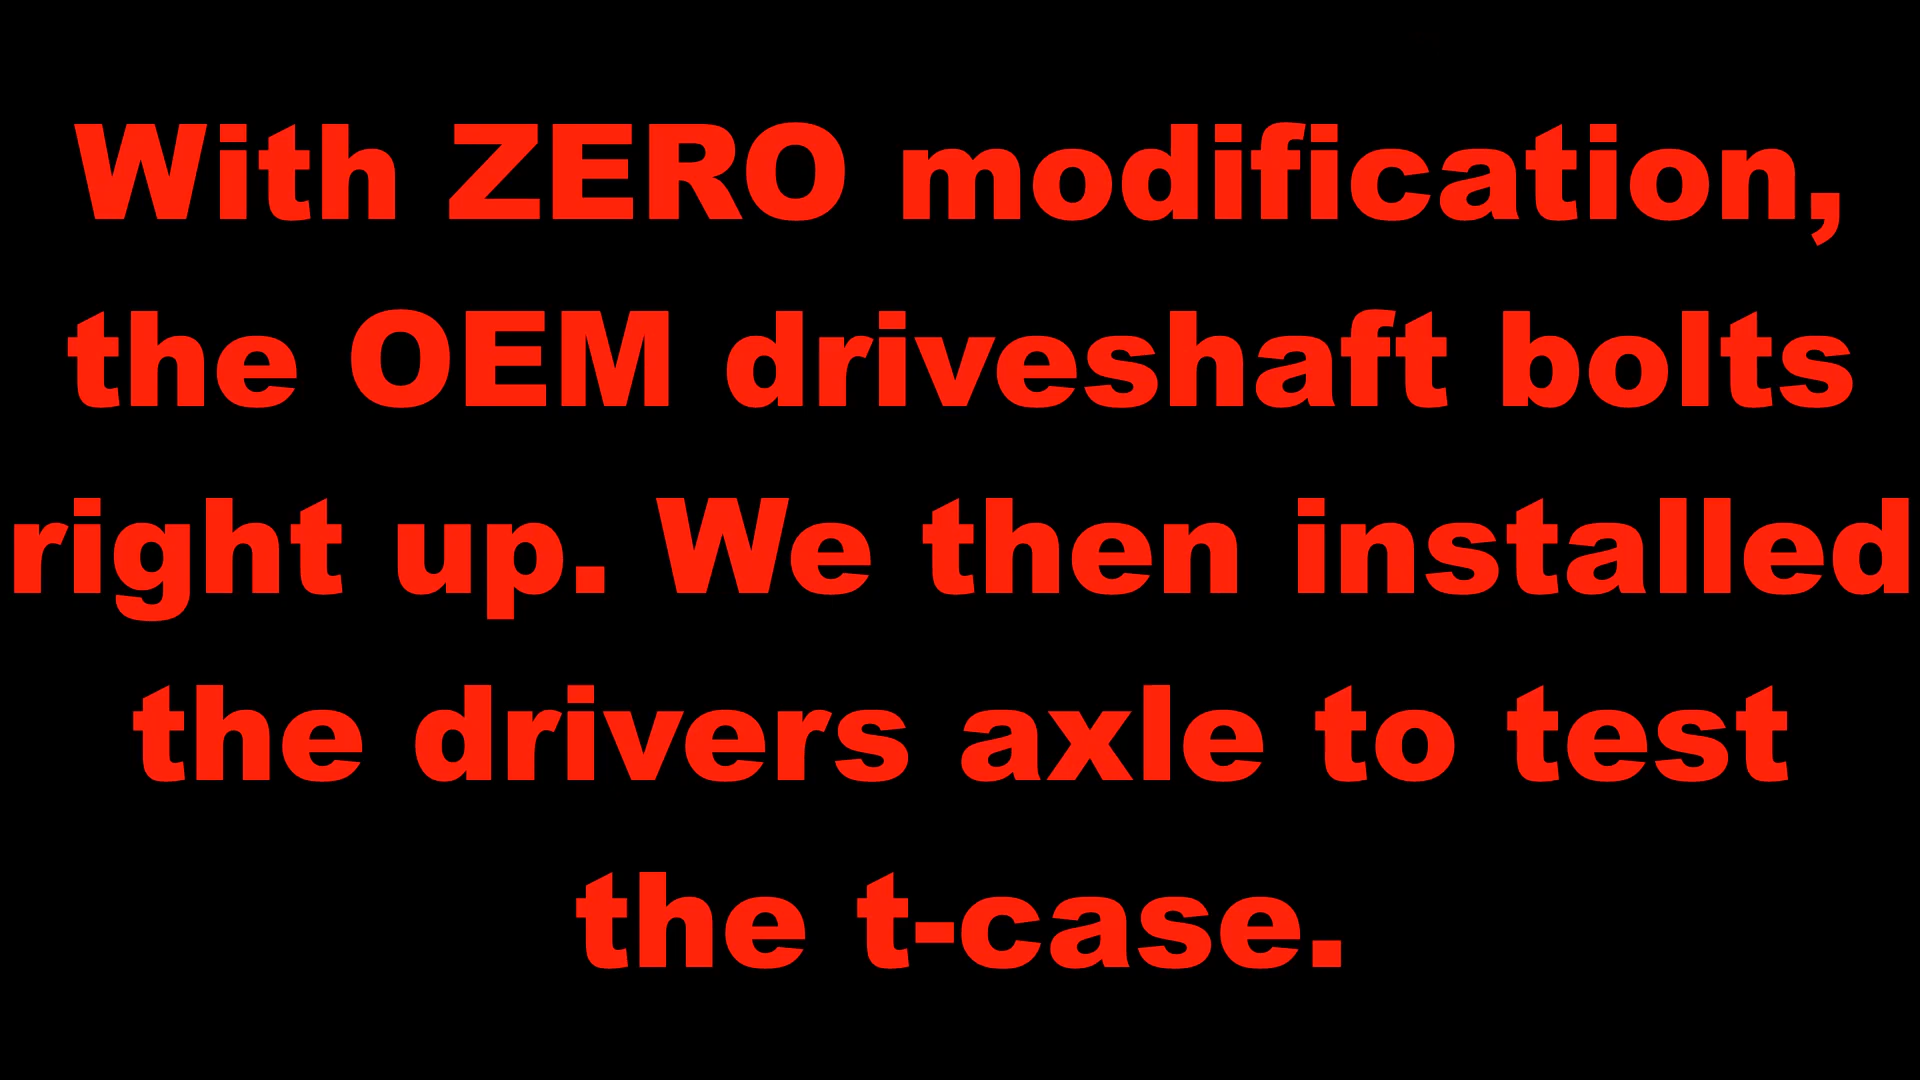 With ZERO modification,
the OEM driveshaft bolts
right up. We then installed
the drivers axle to test
the t-case.